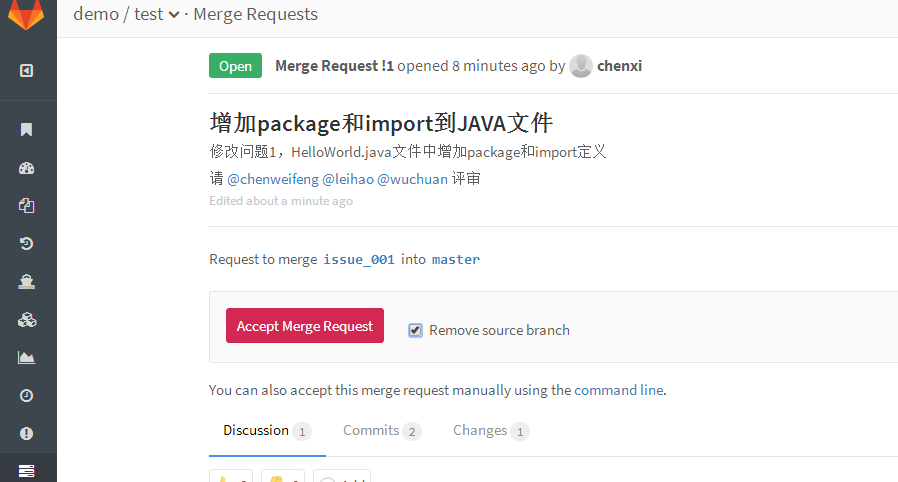 demo / test · Merge Requests
Open Merge Request !1 opened 8 minutes ago by chenxi
增加package和import到JAVA文件
修改问题1，HelloWorld.java文件中增加package和import定义
请 @chenweifeng @leihao @wuchuan 评审
Edited about a minute ago
Request to merge issue_001 into master
Accept Merge Request Remove source branch
You can also accept this merge request manually using the command line.
Discussion 1 Commits 2 Changes 1